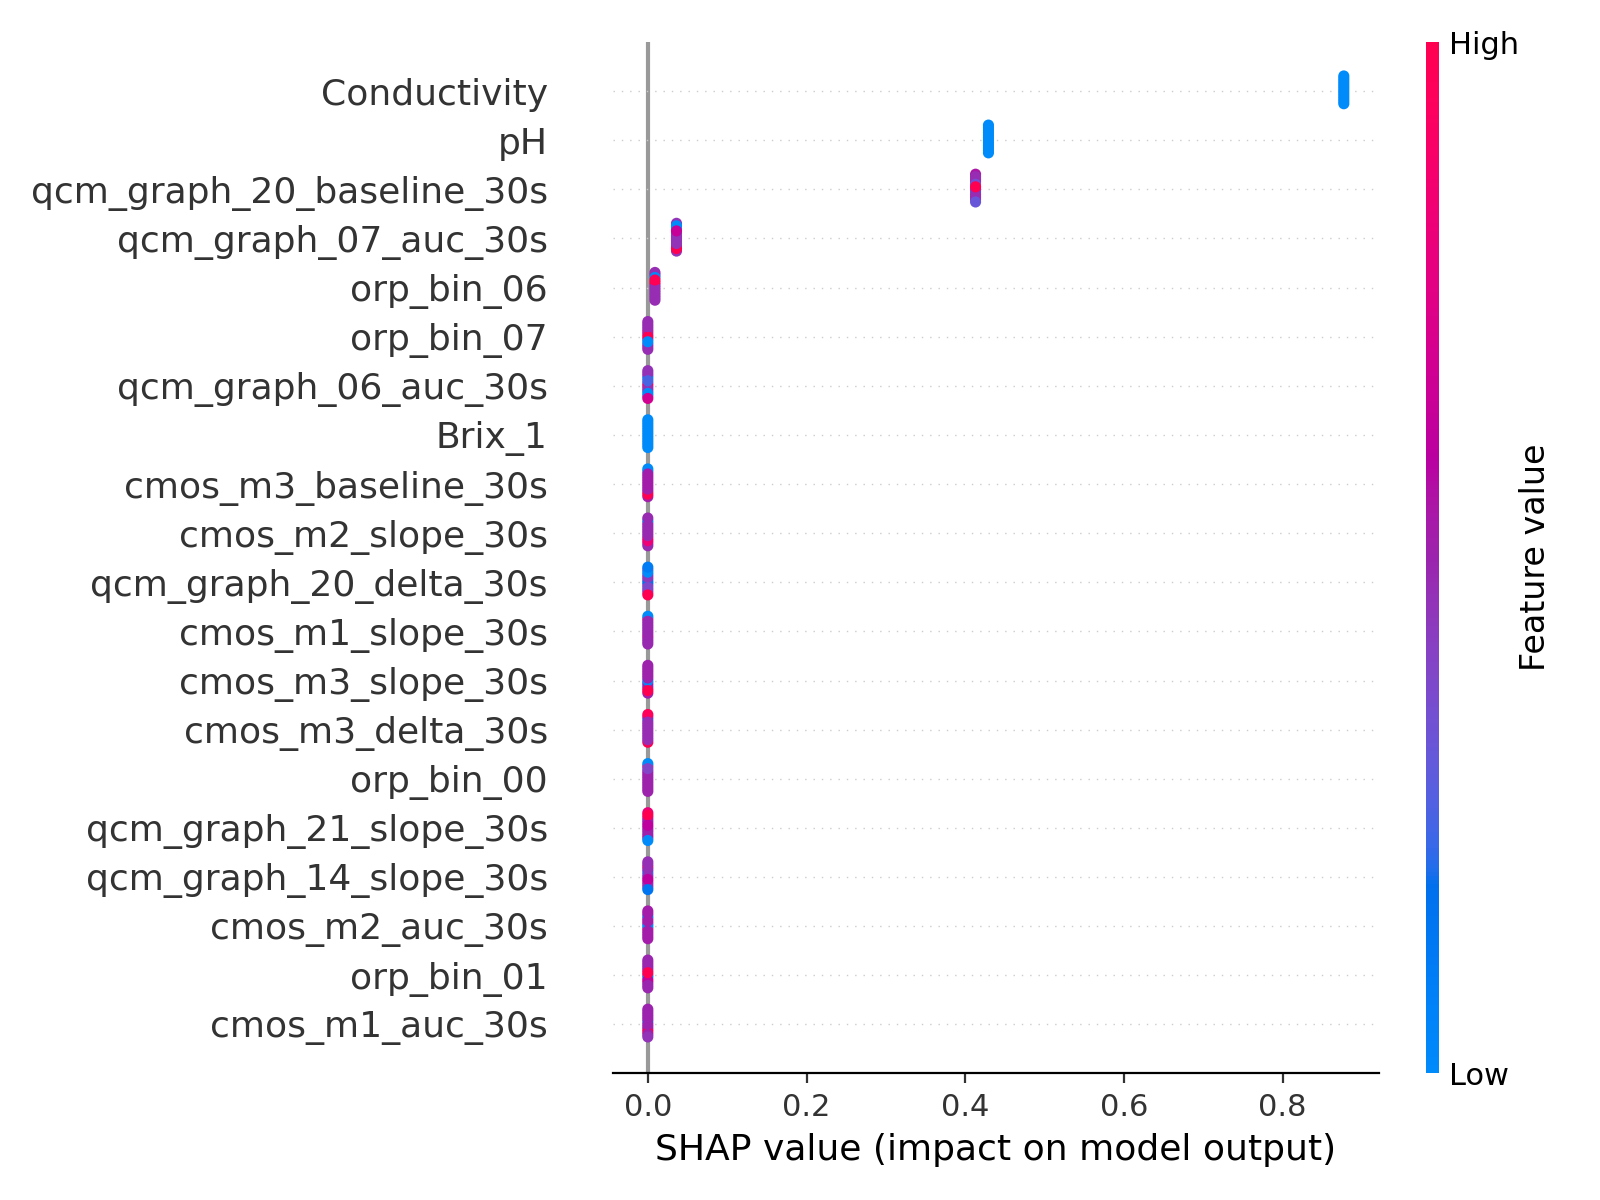 High
Conductivity
pH
qcm_graph_20_baseline_30s
qcm_graph_07_auc_30s
orp_bin_06
orp_bin_07
qcm_graph_06_auc_30s
Brix_1
cmos_m3_baseline_30s
cmos_m2_slope_30s
qcm_graph_20_delta_30s
cmos_m1_slope_30s
cmos_m3_slope_30s
cmos_m3_delta_30s
orp_bin_00
qcm_graph_21_slope_30s
qcm_graph_14_slope_30s
cmos_m2_auc_30s
orp_bin_01
cmos_m1_auc_30s
Feature value
Low
0.0 0.2 0.4 0.6 0.8
SHAP value (impact on model output)